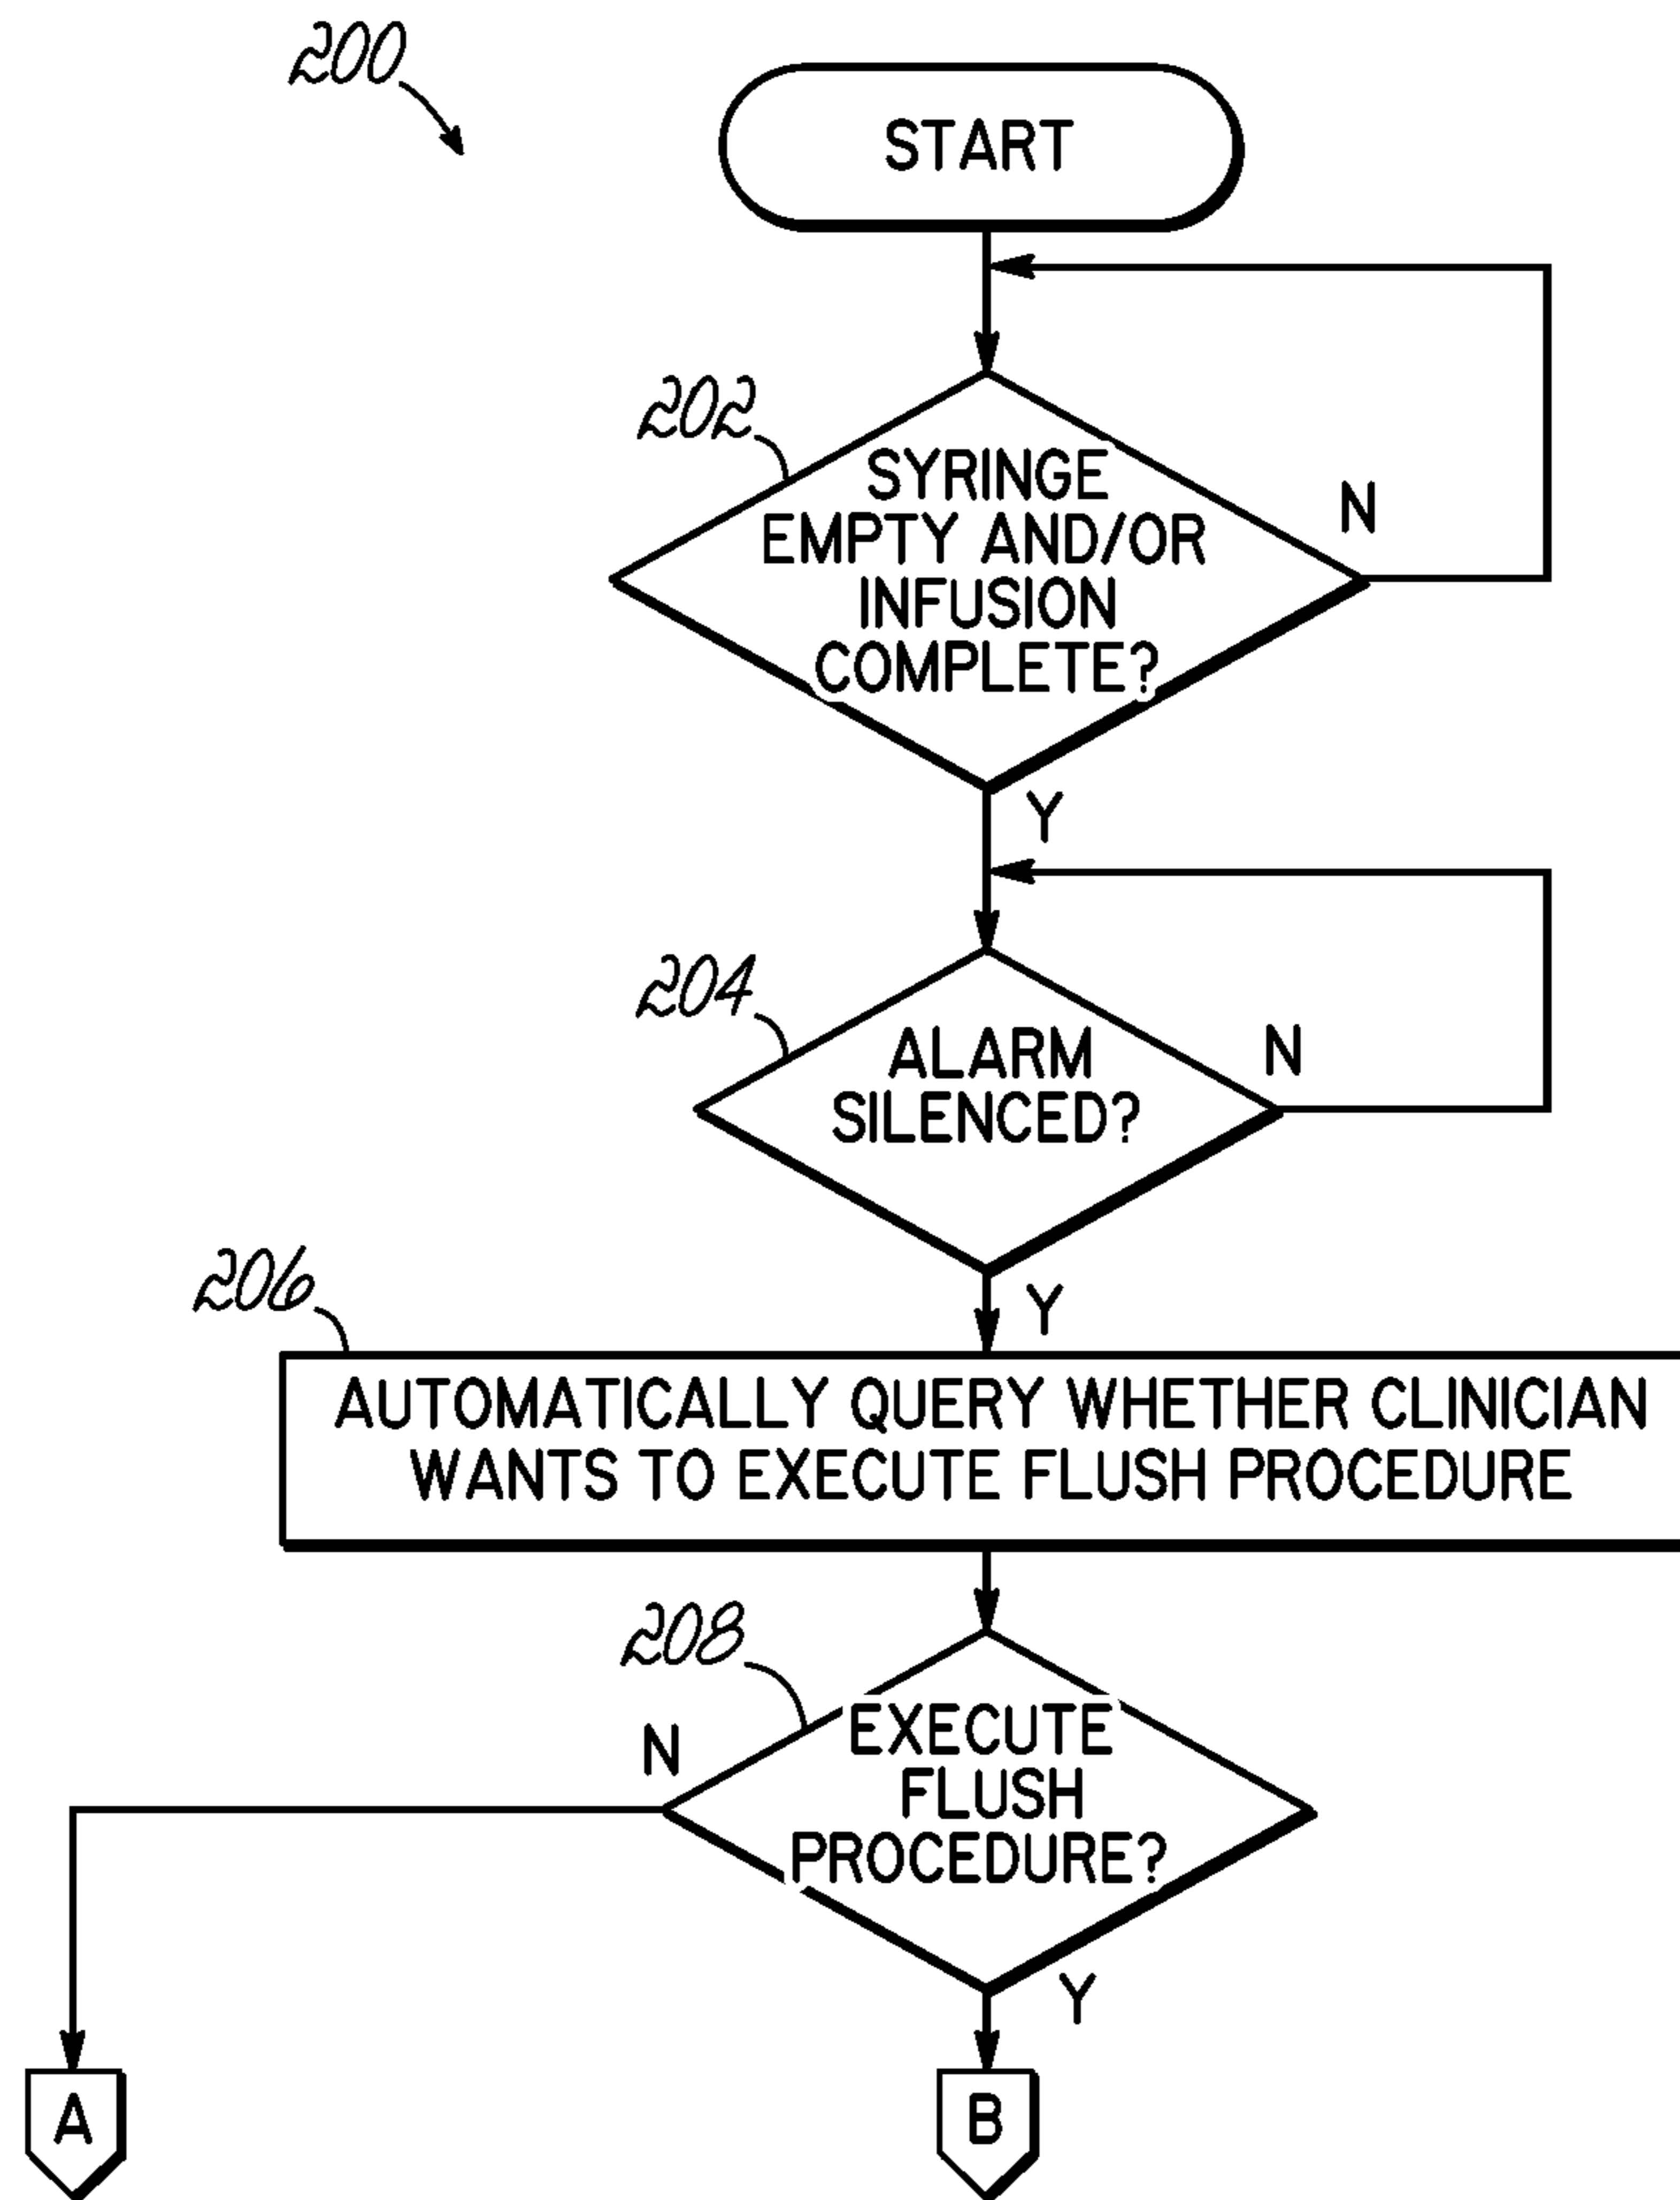 200
START
202
SYRINGE
EMPTY AND/OR
INFUSION
COMPLETE?
N
Y
204
ALARM
SILENCED?
N
Y
206
AUTOMATICALLY QUERY WHETHER CLINICIAN
WANTS TO EXECUTE FLUSH PROCEDURE
208
EXECUTE
FLUSH
PROCEDURE?
N
Y
A
B